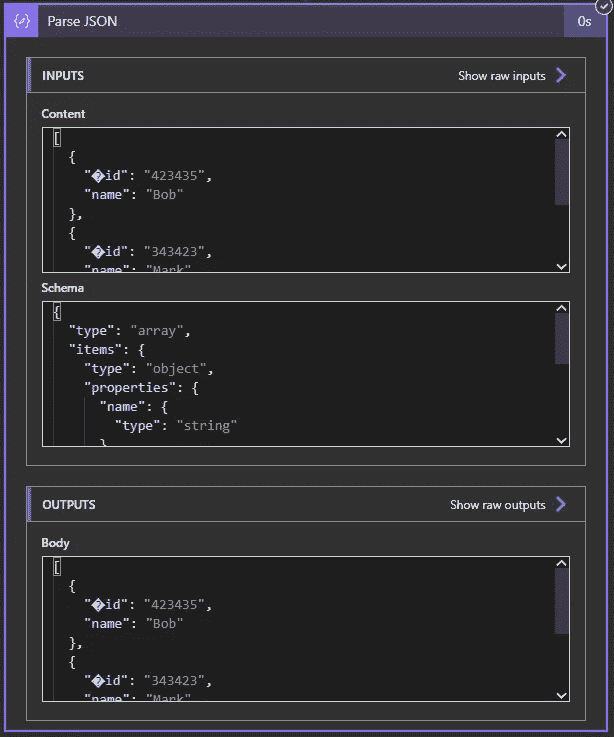 {} Parse JSON 0s
INPUTS Show raw inputs
Content
[
{
"�id": "423435",
"name": "Bob"
},
{
"�id": "343423",
"name": "Mark"
Schema
{
"type": "array",
"items": {
"type": "object",
"properties": {
"name": {
"type": "string"
}
OUTPUTS Show raw outputs
Body
[
{
"�id": "423435",
"name": "Bob"
},
{
"�id": "343423",
"name": "Mark"